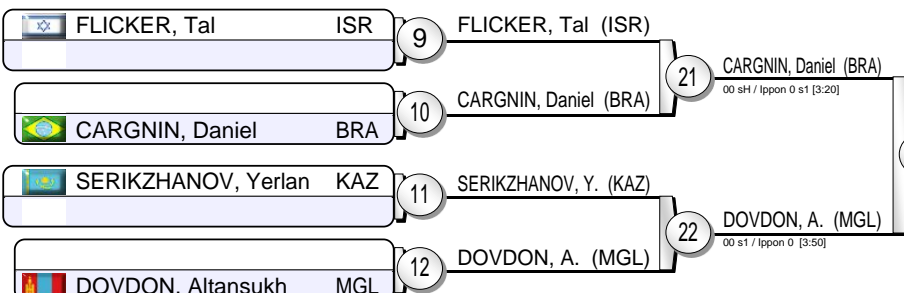 FLICKER, Tal ISR
9
FLICKER, Tal (ISR)
21
CARGNIN, Daniel (BRA)
00 sH / Ippon 0 s1 [3:20]
10
CARGNIN, Daniel (BRA)
CARGNIN, Daniel BRA
SERIKZHANOV, Yerlan KAZ
11
SERIKZHANOV, Y. (KAZ)
22
DOVDON, A. (MGL)
00 s1 / Ippon 0 [3:50]
12
DOVDON, A. (MGL)
DOVDON, Altansukh MGL